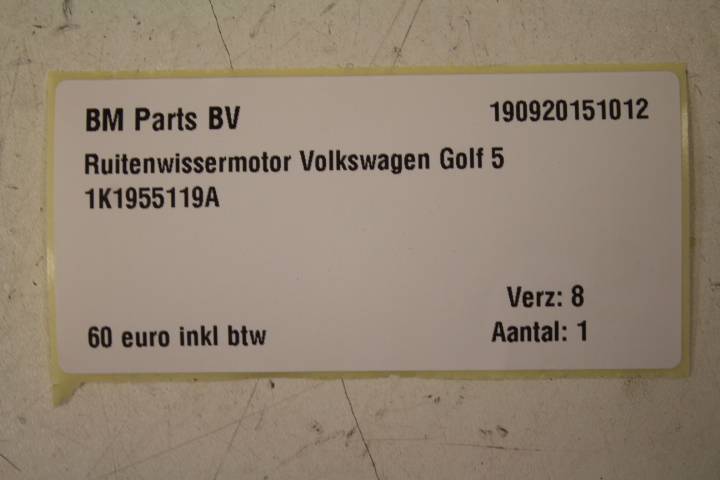 BM Parts BV 190920151012
Ruitenwissermotor Volkswagen Golf 5
1K1955119A
Verz: 8
60 euro inkl btw Aantal: 1